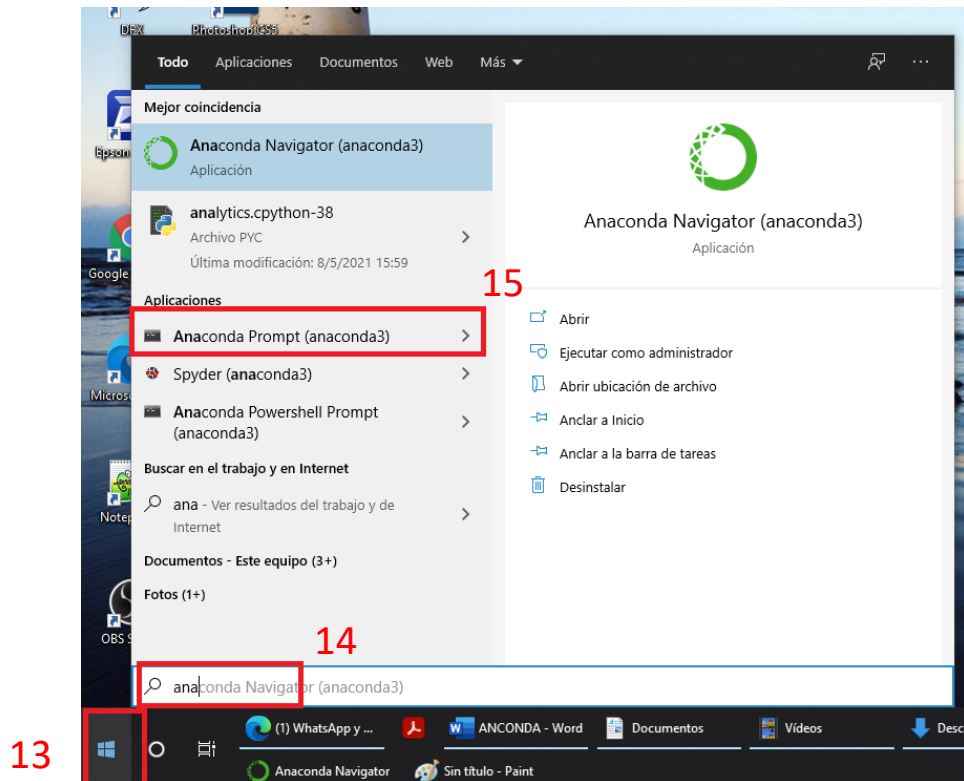 DEX
Photoshop CS6
Todo Aplicaciones Documentos Web Más
Mejor coincidencia
Anaconda Navigator (anaconda3)
Aplicación
analytics.cpython-38
Archivo PYC
Última modificación: 8/5/2021 15:59
15
Aplicaciones
Anaconda Prompt (anaconda3)
Spyder (anaconda3)
Anaconda Powershell Prompt
(anaconda3)
Buscar en el trabajo y en Internet
ana - Ver resultados del trabajo y de
Internet
Documentos - Este equipo (3+)
Fotos (1+)
Anaconda Navigator (anaconda3)
Aplicación
Abrir
Ejecutar como administrador
Abrir ubicación de archivo
Anclar a Inicio
Anclar a la barra de tareas
Desinstalar
Epson
Google
Micros
Note
OBS S
14
anaconda Navigator (anaconda3)
13
(1) WhatsApp y ... ANCONDA - Word Documentos Vídeos Desc
Anaconda Navigator Sin título - Paint